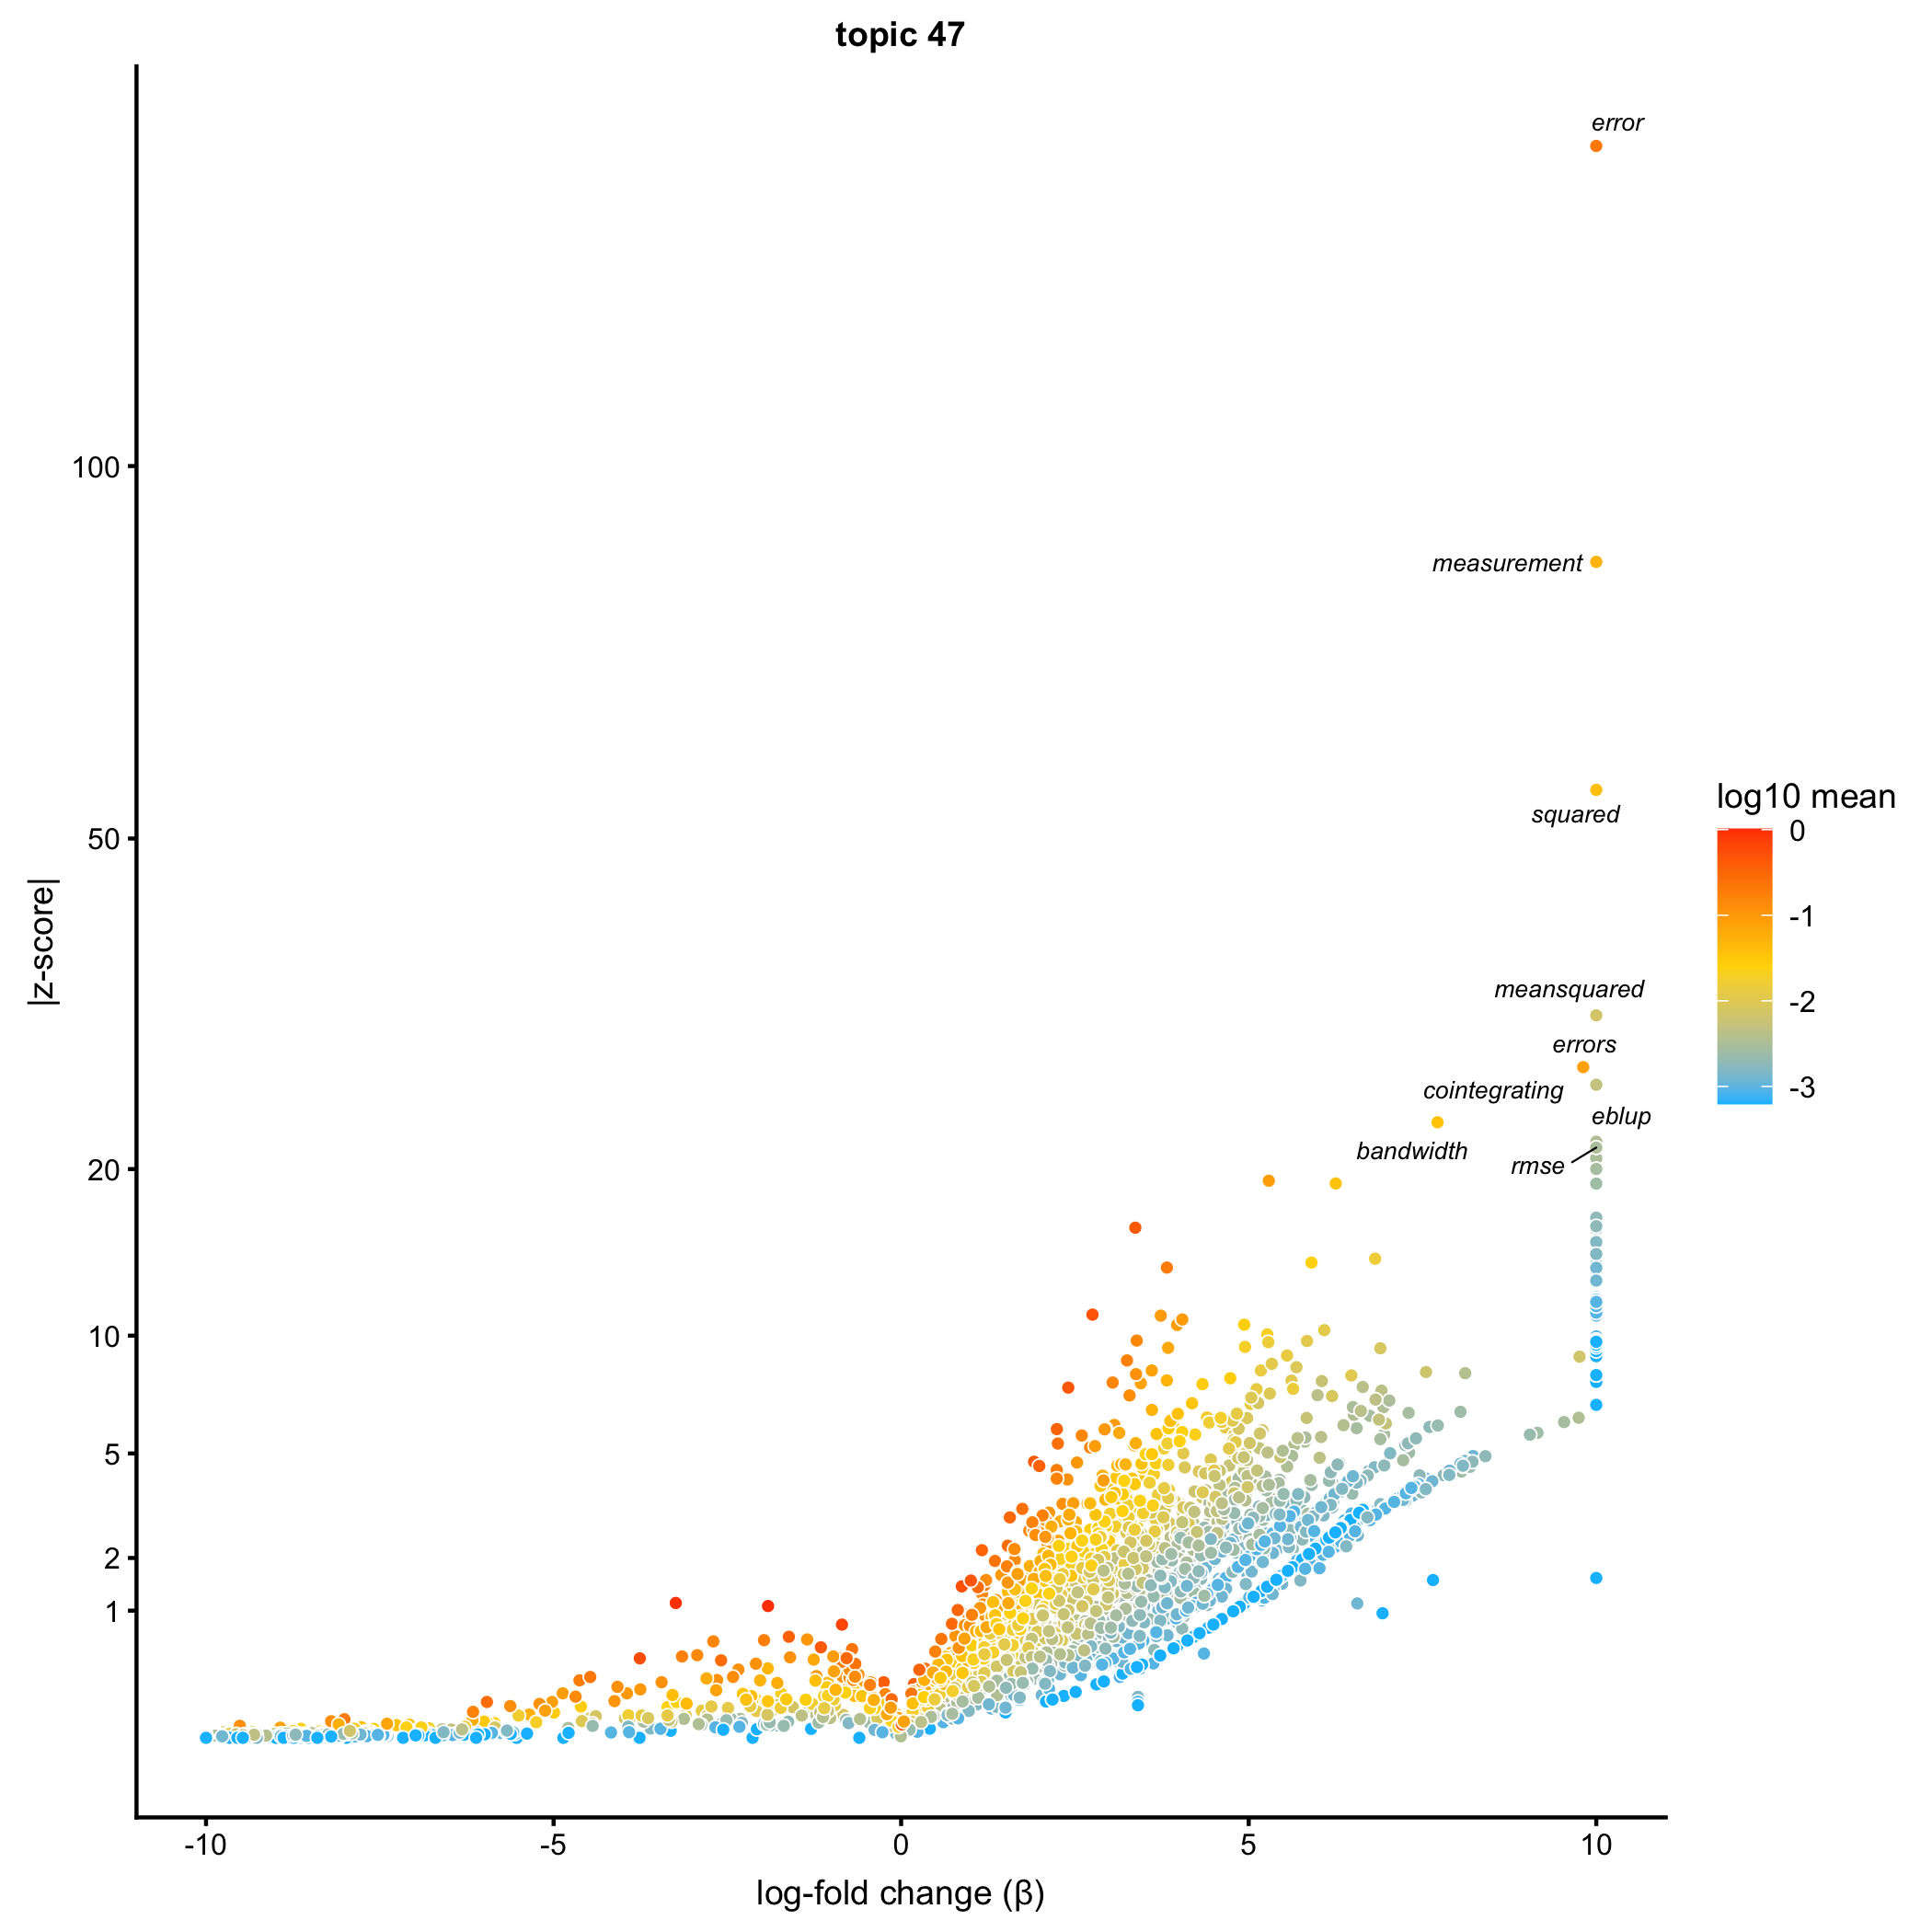 topic 47
error
100
measurement
squared
log10 mean
0
50
-1
|z-score|
meansquared
-2
errors
cointegrating
-3
eblup
bandwidth
rmse
20
10
5
2
1
-10
-5
0
5
10
log-fold change (β)